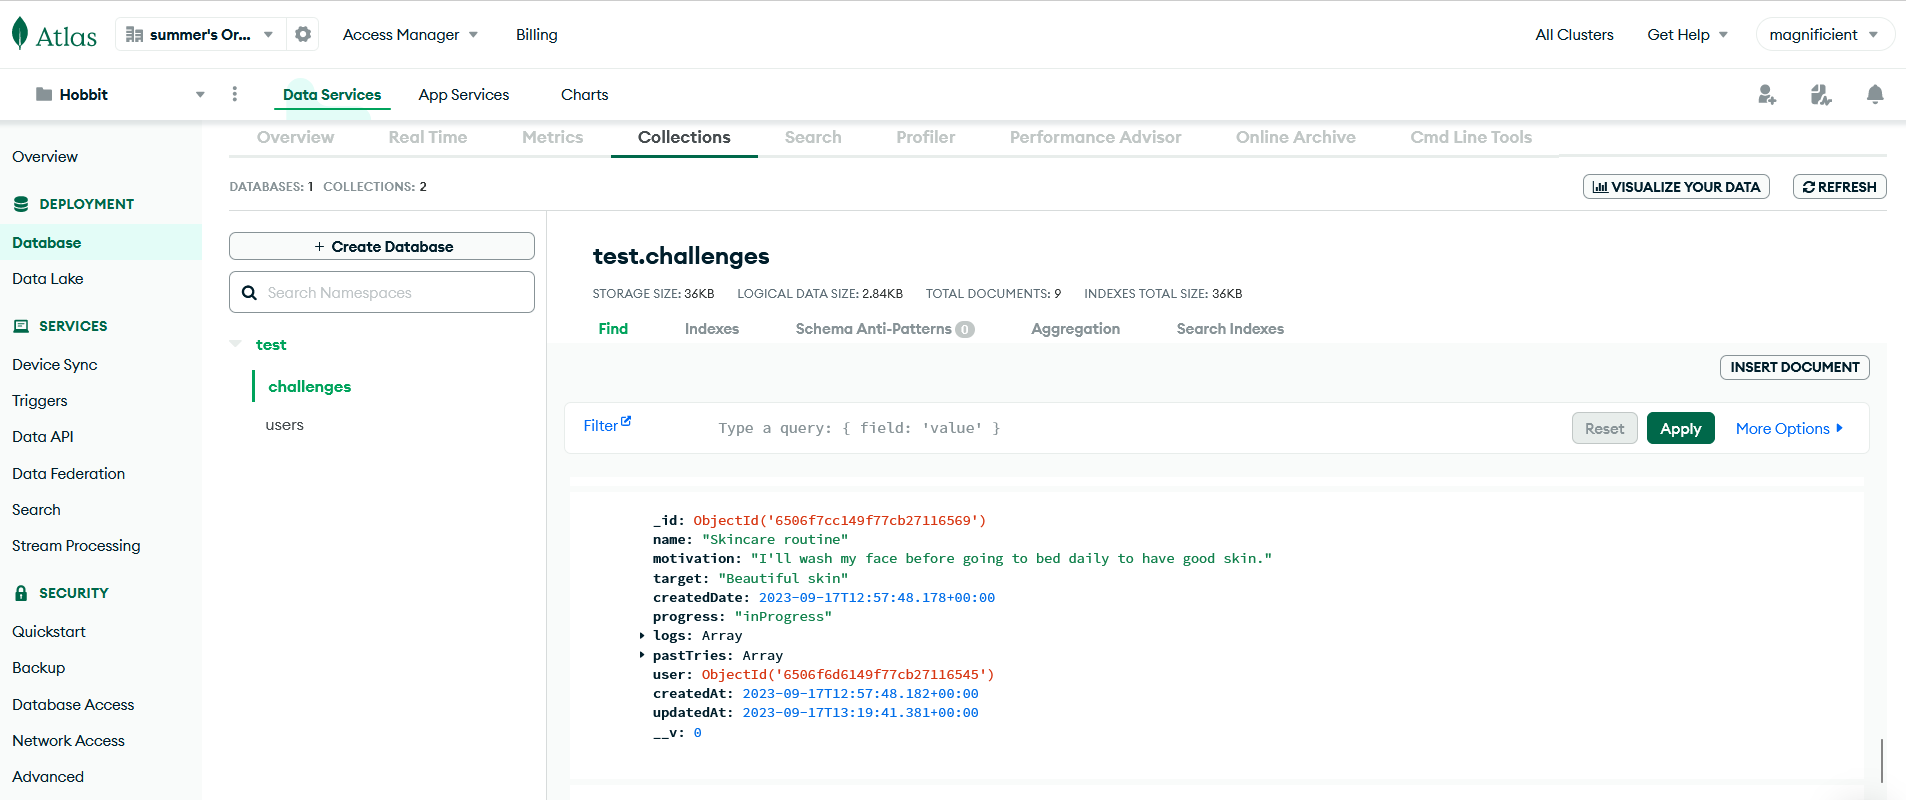 Atlas
summer's Or...
Access Manager
Billing
All Clusters
Get Help
magnificient
Hobbit
Data Services
App Services
Charts
Overview
DEPLOYMENT
Database
Data Lake
SERVICES
Device Sync
Triggers
Data API
Data Federation
Search
Stream Processing
SECURITY
Quickstart
Backup
Database Access
Network Access
Advanced
Overview
Real Time
Metrics
Collections
Search
Profiler
Performance Advisor
Online Archive
Cmd Line Tools
DATABASES: 1 COLLECTIONS: 2
VISUALIZE YOUR DATA
REFRESH
+ Create Database
Search Namespaces
test
challenges
users
test.challenges
STORAGE SIZE: 36KB LOGICAL DATA SIZE: 2.84KB TOTAL DOCUMENTS: 9 INDEXES TOTAL SIZE: 36KB
Find
Indexes
Schema Anti-Patterns 0
Aggregation
Search Indexes
INSERT DOCUMENT
Filter
Type a query: { field: 'value' }
Reset
Apply
More Options
_id: ObjectId('6506f7cc149f77cb27116569')
name: "Skincare routine"
motivation: "I'll wash my face before going to bed daily to have good skin."
target: "Beautiful skin"
createdDate: 2023-09-17T12:57:48.178+00:00
progress: "inProgress"
logs: Array
pastTries: Array
user: ObjectId('6506f6d6149f77cb27116545')
createdAt: 2023-09-17T12:57:48.182+00:00
updatedAt: 2023-09-17T13:19:41.381+00:00
__v: 0